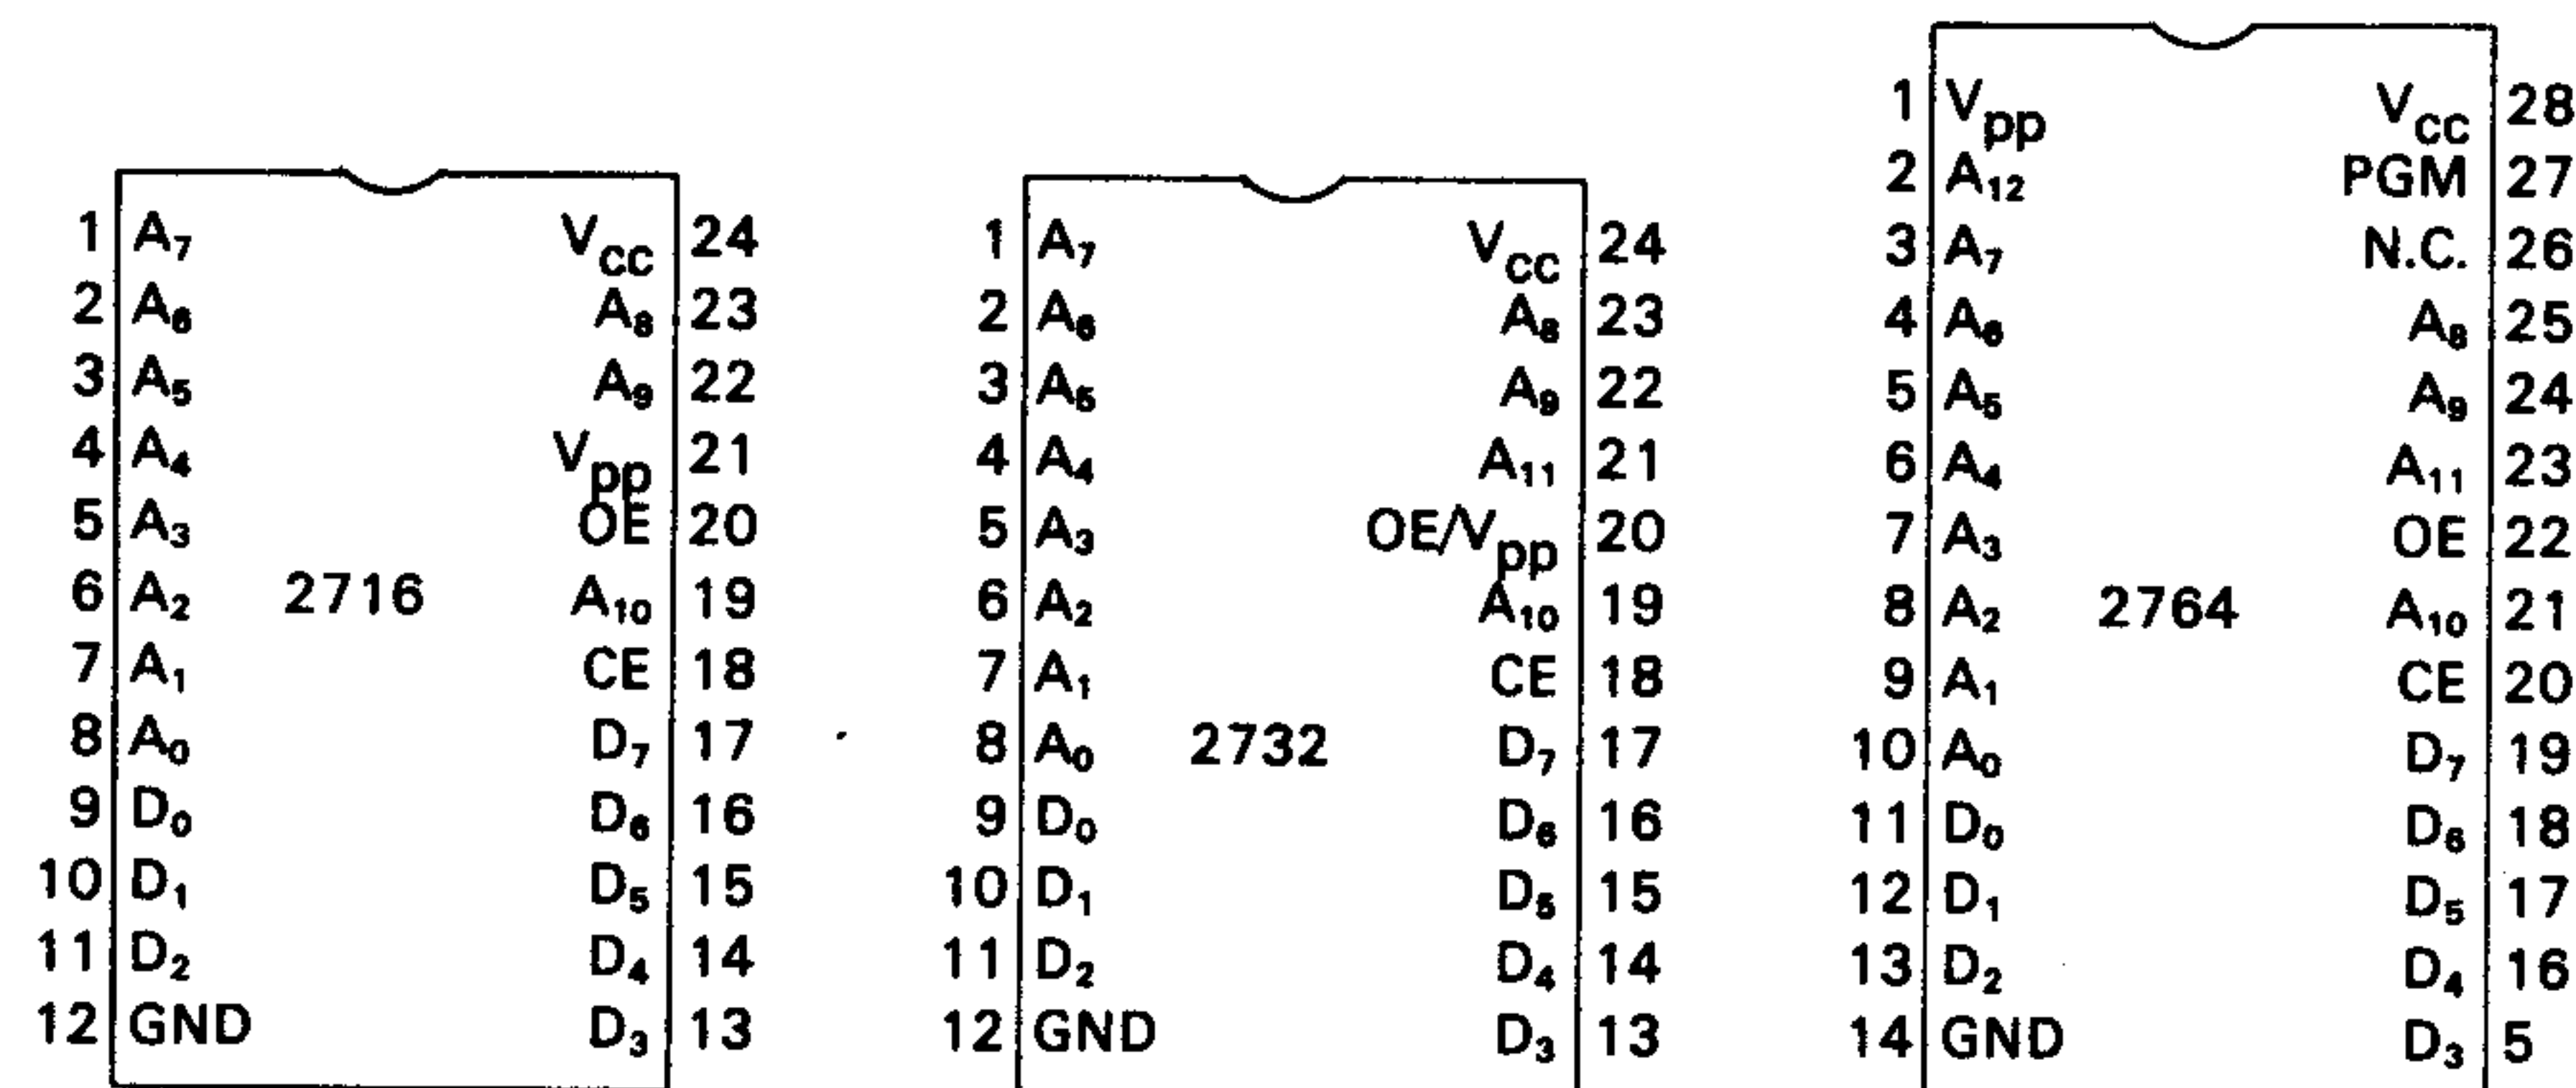 1 A₇ V_CC 24
2 A₆ A₈ 23
3 A₅ A₉ 22
4 A₄ V_pp 21
5 A₃ OE 20
6 A₂ 2716 A₁₀ 19
7 A₁ CE 18
8 A₀ D₇ 17
9 D₀ D₆ 16
10 D₁ D₅ 15
11 D₂ D₄ 14
12 GND D₃ 13
1 A₇ V_CC 24
2 A₆ A₈ 23
3 A₅ A₉ 22
4 A₄ A₁₁ 21
5 A₃ OE/V_pp 20
6 A₂ A₁₀ 19
7 A₁ CE 18
8 A₀ 2732 D₇ 17
9 D₀ D₆ 16
10 D₁ D₅ 15
11 D₂ D₄ 14
12 GND D₃ 13
1 V_pp V_CC 28
2 A₁₂ PGM 27
3 A₇ N.C. 26
4 A₆ A₈ 25
5 A₅ A₉ 24
6 A₄ A₁₁ 23
7 A₃ OE 22
8 A₂ 2764 A₁₀ 21
9 A₁ CE 20
10 A₀ D₇ 19
11 D₀ D₆ 18
12 D₁ D₅ 17
13 D₂ D₄ 16
14 GND D₃ 5